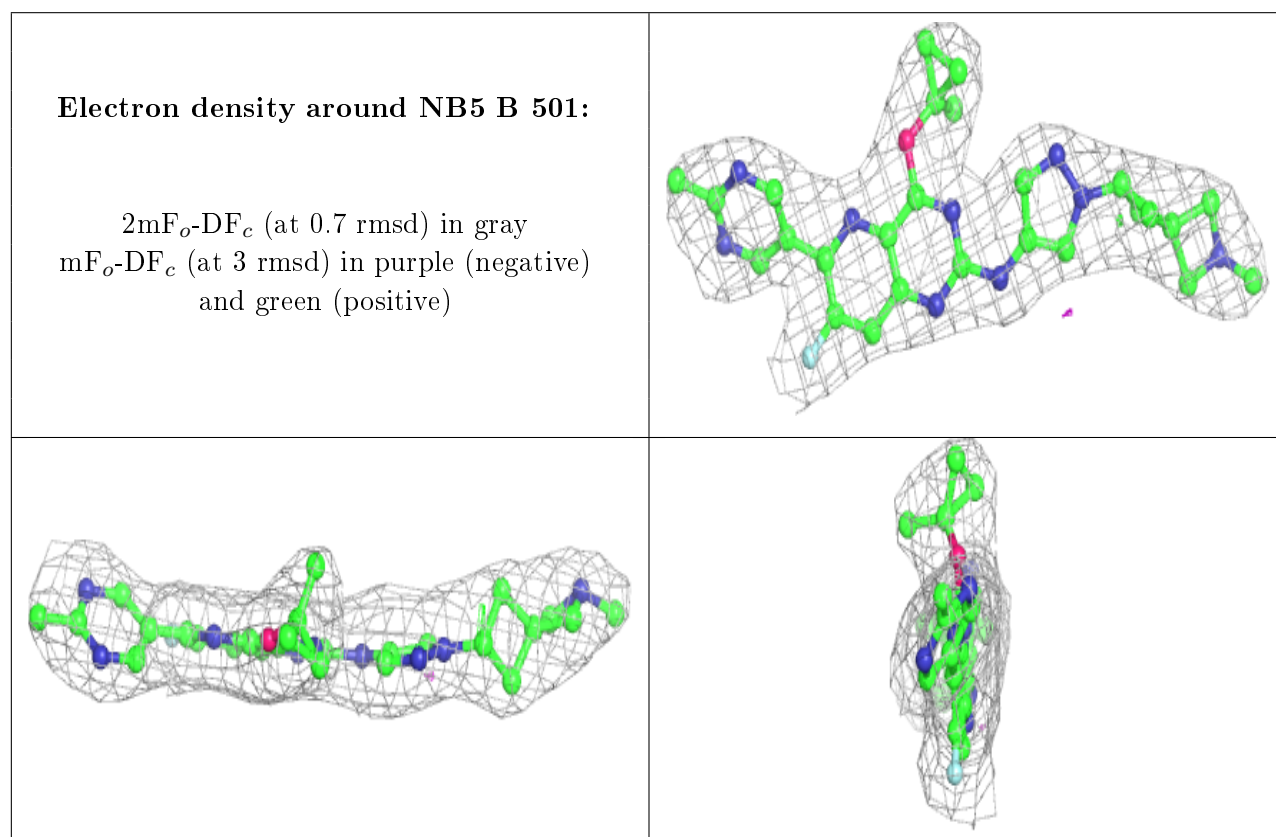 Electron density around NB5 B 501:
2mFo-DFc (at 0.7 rmsd) in gray
mFo-DFc (at 3 rmsd) in purple (negative)
and green (positive)